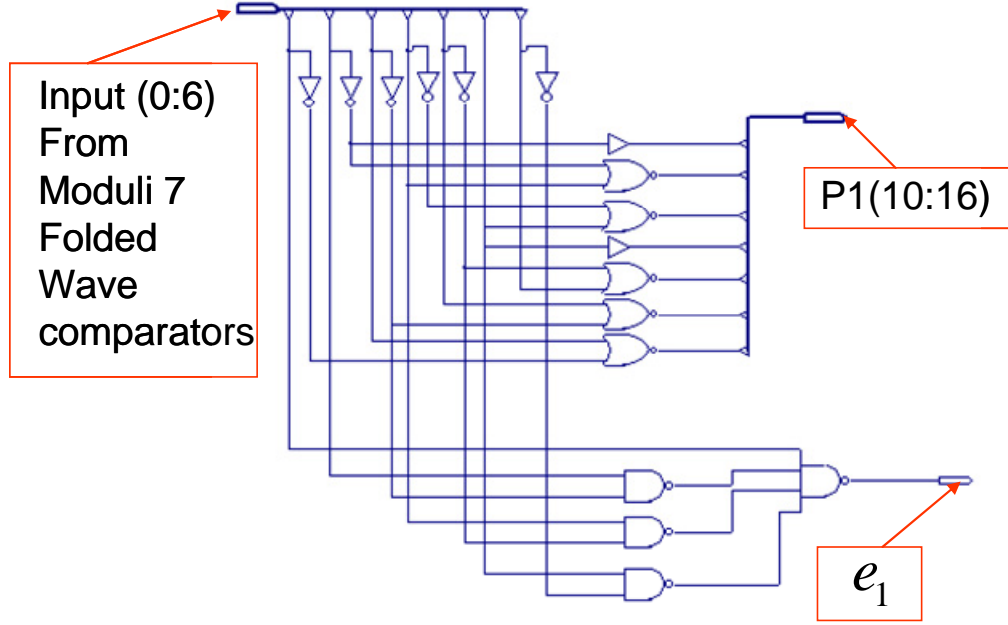 Input (0:6)
From
Moduli 7
Folded
Wave
comparators
P1(10:16)
e₁